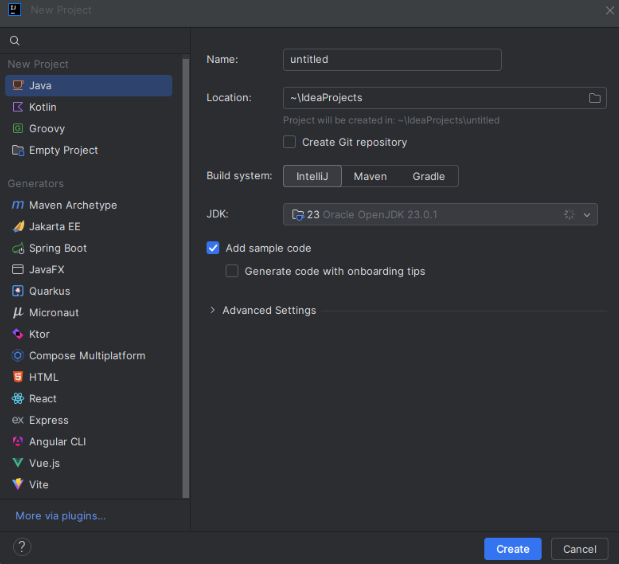 New Project
New Project
Java
Kotlin
Groovy
Empty Project
Generators
Maven Archetype
Jakarta EE
Spring Boot
JavaFX
Quarkus
Micronaut
Ktor
Compose Multiplatform
HTML
React
Express
Angular CLI
Vue.js
Vite
More via plugins...
Name: untitled
Location: ~\IdeaProjects
Project will be created in: ~\IdeaProjects\untitled
Create Git repository
Build system: IntelliJ Maven Gradle
JDK: 23 Oracle OpenJDK 23.0.1
Add sample code
Generate code with onboarding tips
Advanced Settings
? Create Cancel